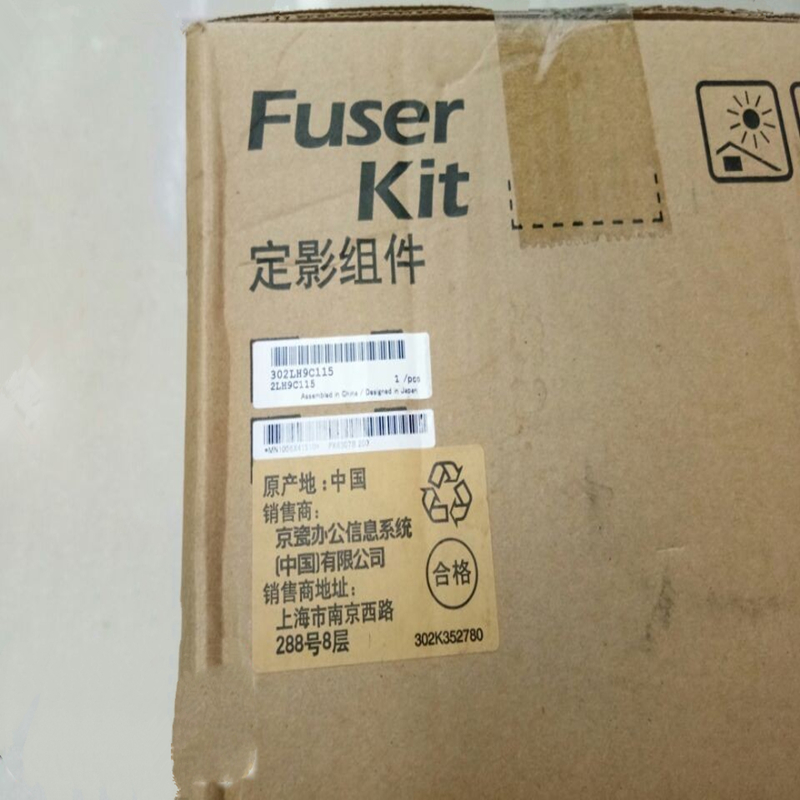 Fuser
Kit
定影组件
302LH9C115
2LH9C115 1 /pcs
Assembled in China / Designed in Japan
原产地:中国
销售商:
京瓷办公信息系统
(中国)有限公司
销售商地址:
上海市南京西路
288号8层
合格
302K352780